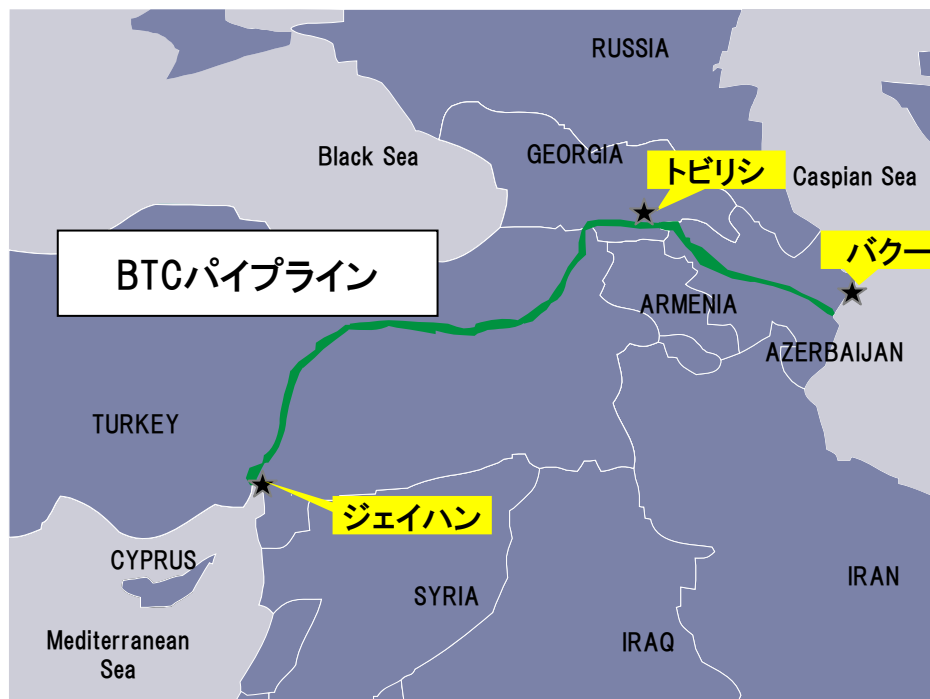 RUSSIA
Black Sea
GEORGIA
トビリシ
Caspian Sea
BTCパイプライン
バクー
ARMENIA
AZERBAIJAN
TURKEY
ジェイハン
CYPRUS
SYRIA
IRAN
Mediterranean
Sea
IRAQ